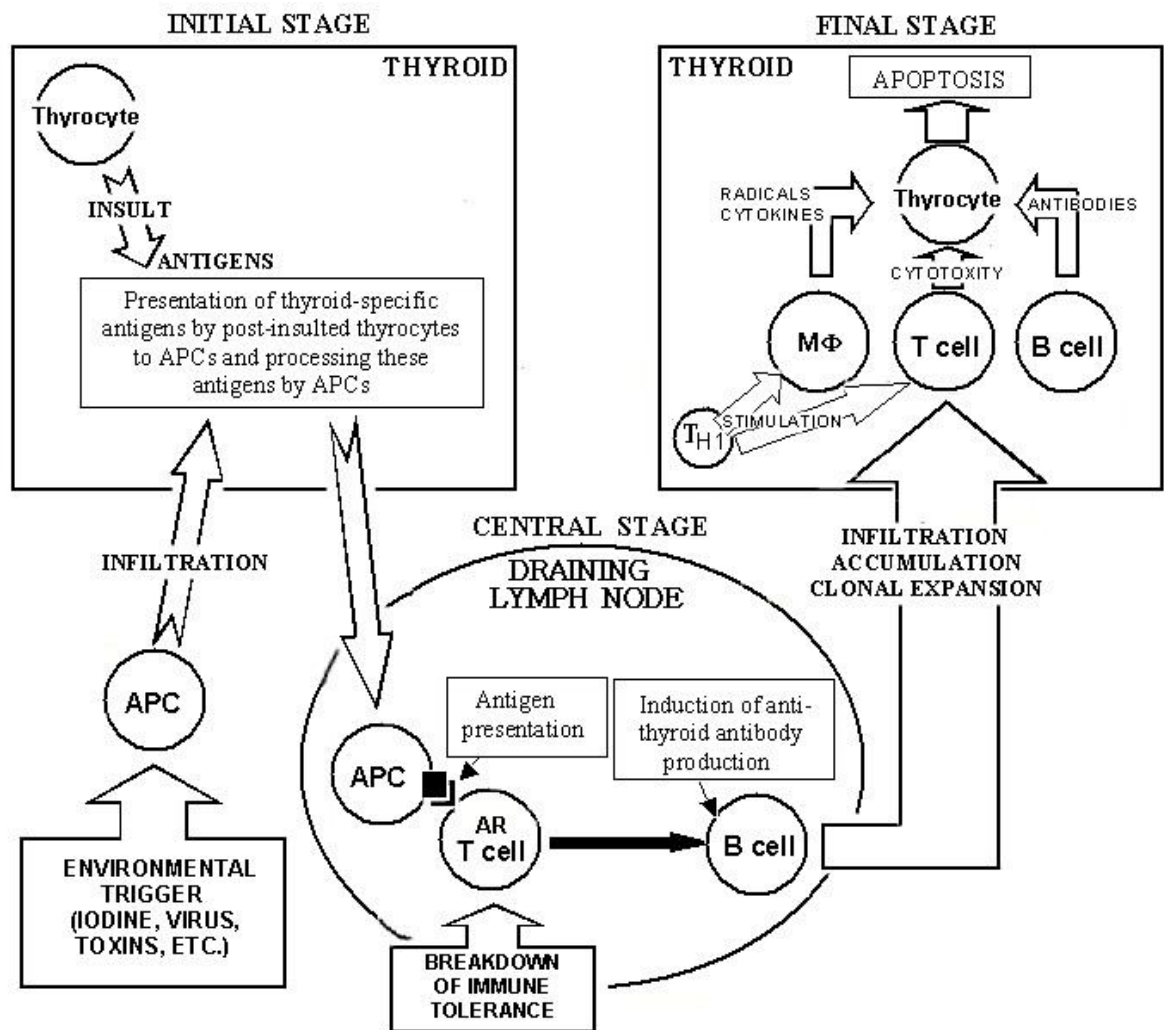 INITIAL STAGE
THYROID
Thyrocyte
INSULT
ANTIGENS
Presentation of thyroid-specific
antigens by post-insulted thyrocytes
to APCs and processing these
antigens by APCs
INFILTRATION
APC
ENVIRONMENTAL
TRIGGER
(IODINE, VIRUS,
TOXINS, ETC.)
CENTRAL STAGE
DRAINING
LYMPH NODE
Antigen
presentation
Induction of anti-
thyroid antibody
production
APC
AR
T cell
B cell
BREAKDOWN
OF IMMUNE
TOLERANCE
FINAL STAGE
THYROID
APOPTOSIS
Thyrocyte
RADICALS
CYTOKINES
ANTIBODIES
CYTOTOXITY
MΦ
T cell
B cell
TH1
STIMULATION
INFILTRATION
ACCUMULATION
CLONAL EXPANSION